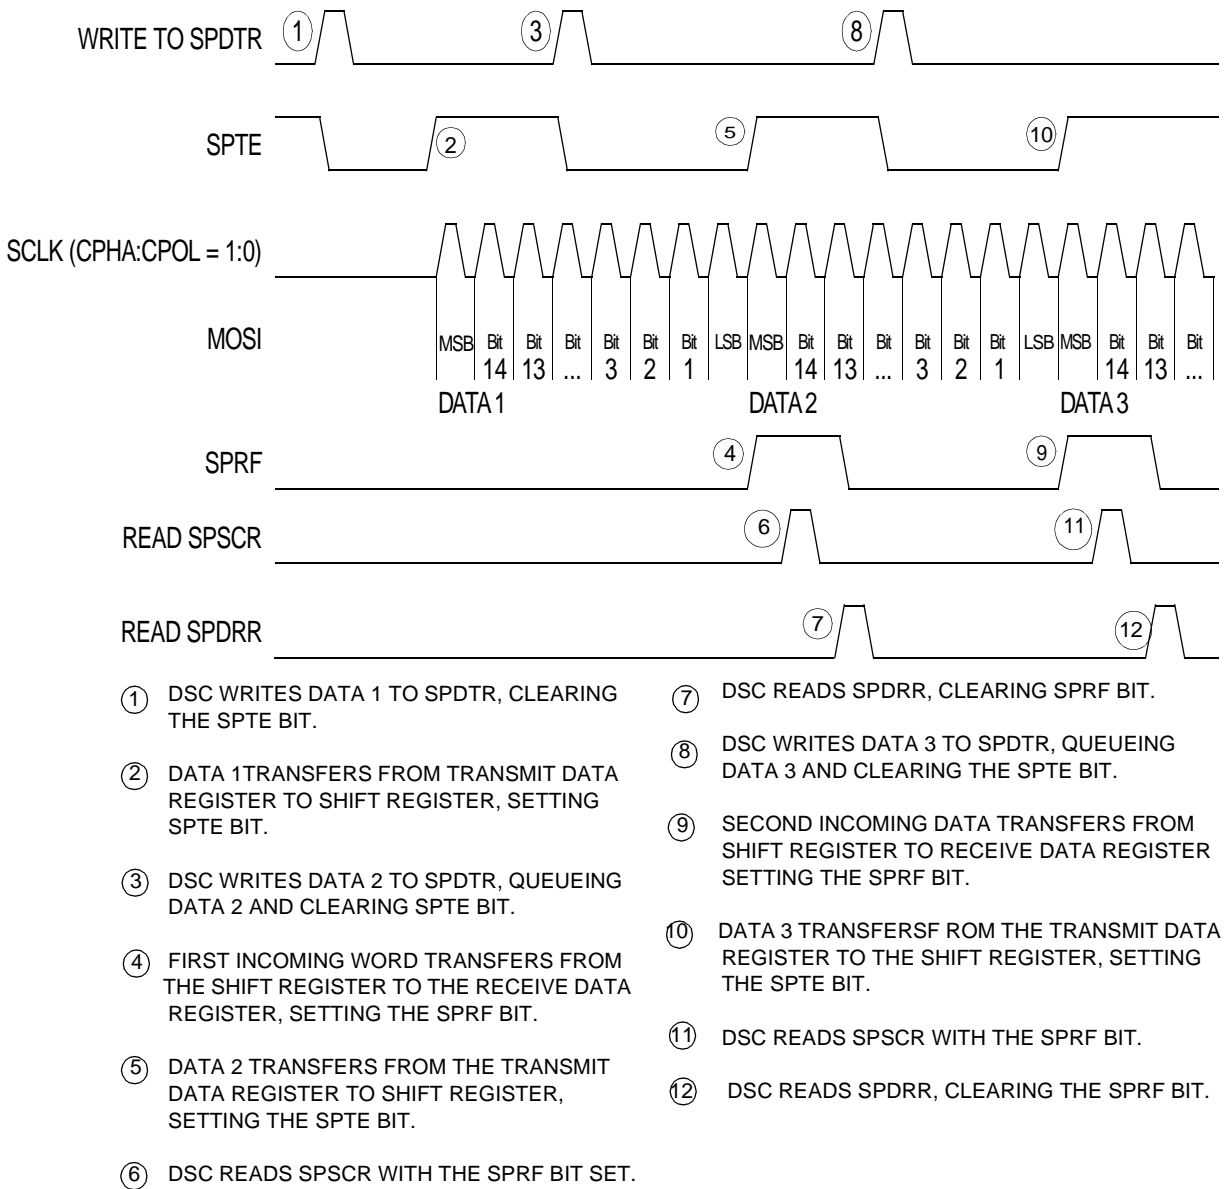 WRITE TO SPDTR
1
3
8
SPTE
2
5
10
SCLK (CPHA:CPOL = 1:0)
MOSI
MSB Bit 14 Bit 13 Bit ... Bit 3 Bit 2 Bit 1 LSB MSB Bit 14 Bit 13 Bit ... Bit 3 Bit 2 Bit 1 LSB MSB Bit 14 Bit 13 Bit ...
DATA 1 DATA 2 DATA 3
SPRF
4
9
READ SPSCR
6
11
READ SPDRR
7
12
1 DSC WRITES DATA 1 TO SPDTR, CLEARING
THE SPTE BIT.
2 DATA 1TRANSFERS FROM TRANSMIT DATA
REGISTER TO SHIFT REGISTER, SETTING
SPTE BIT.
3 DSC WRITES DATA 2 TO SPDTR, QUEUEING
DATA 2 AND CLEARING SPTE BIT.
4 FIRST INCOMING WORD TRANSFERS FROM
THE SHIFT REGISTER TO THE RECEIVE DATA
REGISTER, SETTING THE SPRF BIT.
5 DATA 2 TRANSFERS FROM THE TRANSMIT
DATA REGISTER TO SHIFT REGISTER,
SETTING THE SPTE BIT.
6 DSC READS SPSCR WITH THE SPRF BIT SET.
7 DSC READS SPDRR, CLEARING SPRF BIT.
8 DSC WRITES DATA 3 TO SPDTR, QUEUEING
DATA 3 AND CLEARING THE SPTE BIT.
9 SECOND INCOMING DATA TRANSFERS FROM
SHIFT REGISTER TO RECEIVE DATA REGISTER
SETTING THE SPRF BIT.
10 DATA 3 TRANSFERSF ROM THE TRANSMIT DATA
REGISTER TO THE SHIFT REGISTER, SETTING
THE SPTE BIT.
11 DSC READS SPSCR WITH THE SPRF BIT.
12 DSC READS SPDRR, CLEARING THE SPRF BIT.